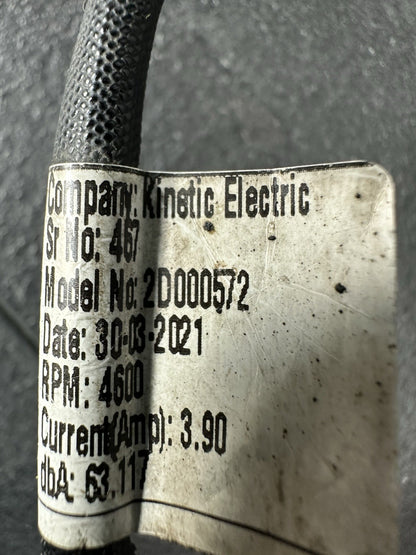 Company: Kinetic Electric
Sr No: 467
Model No: 2D000572
Date: 30-03-2021
RPM: 4600
Current(Amp): 3.90
dbA: 63.117